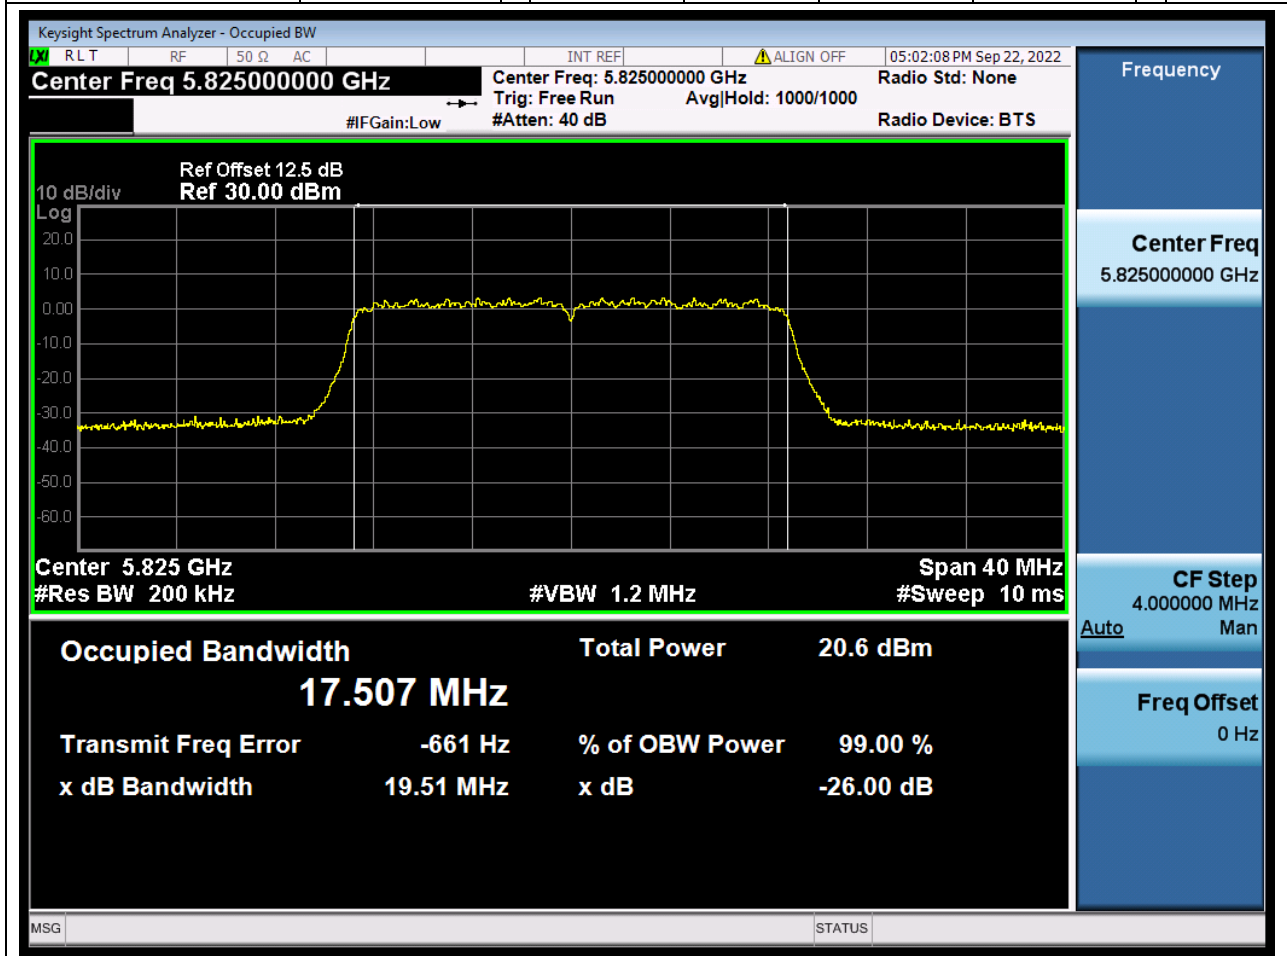 Keysight Spectrum Analyzer - Occupied BW
LXI RLT RF 50 Ω AC INT REF ALIGN OFF 05:02:08 PM Sep 22, 2022
Center Freq 5.825000000 GHz
Center Freq: 5.825000000 GHz Radio Std: None
Trig: Free Run Avg|Hold: 1000/1000
#IFGain:Low #Atten: 40 dB Radio Device: BTS
Ref Offset 12.5 dB
10 dB/div Ref 30.00 dBm
Log
20.0
10.0
0.00
-10.0
-20.0
-30.0
-40.0
-50.0
-60.0
Center 5.825 GHz Span 40 MHz
#Res BW 200 kHz #VBW 1.2 MHz #Sweep 10 ms
Occupied Bandwidth Total Power 20.6 dBm
17.507 MHz
Transmit Freq Error -661 Hz % of OBW Power 99.00 %
x dB Bandwidth 19.51 MHz x dB -26.00 dB
MSG STATUS
Frequency
Center Freq
5.825000000 GHz
CF Step
4.000000 MHz
Auto Man
Freq Offset
0 Hz